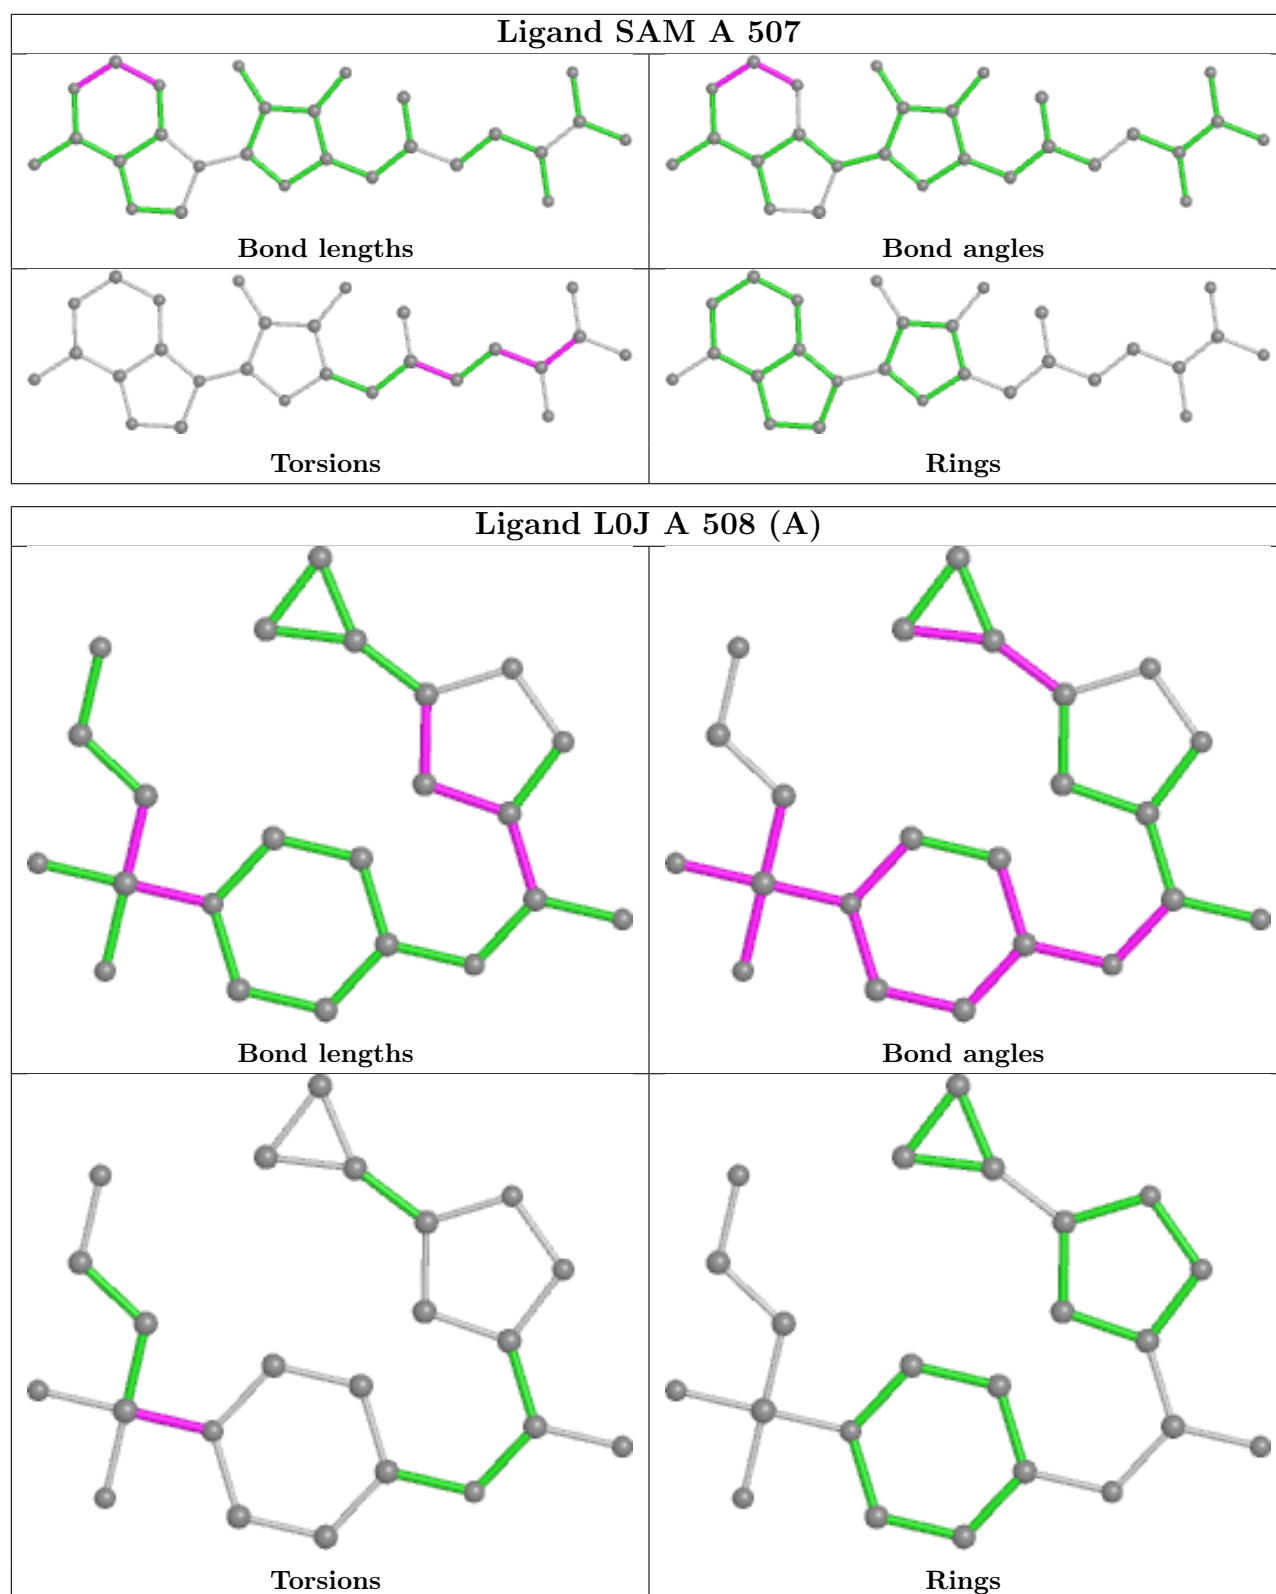 Ligand SAM A 507
Bond lengths
Bond angles
Torsions
Rings
Ligand L0J A 508 (A)
Bond lengths
Bond angles
Torsions
Rings